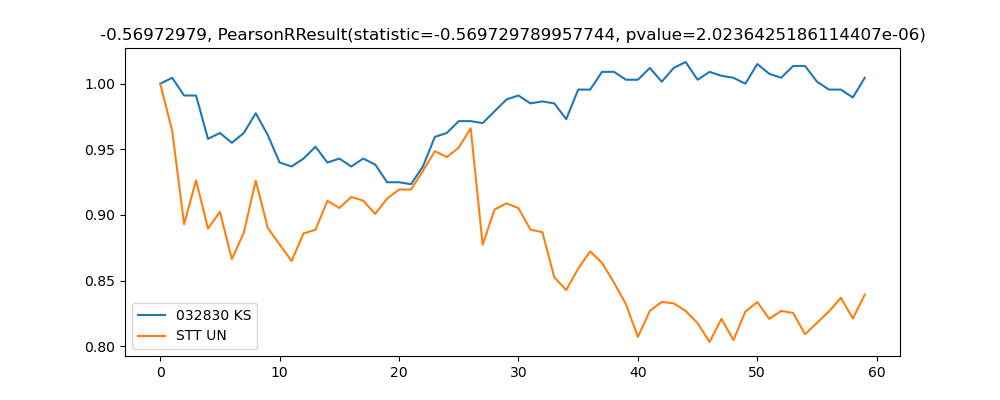 -0.56972979, PearsonRResult(statistic=-0.569729789957744, pvalue=2.0236425186114407e-06)
1.00
0.95
0.90
0.85
0.80
032830 KS
STT UN
0 10 20 30 40 50 60